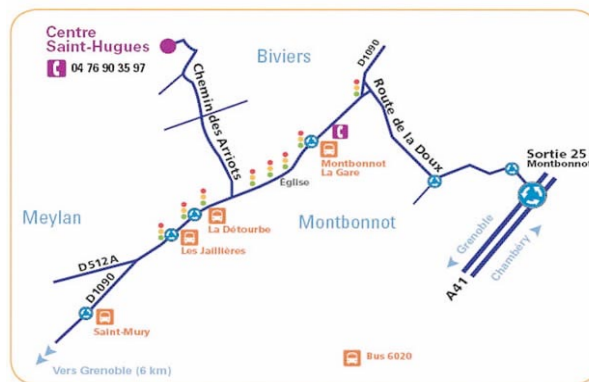 Centre
Saint-Hugues
04 76 90 35 97
Biviers
D1090
Chemin des Arriots
Route de la Doux
Sortie 25
Montbonnot
Montbonnot
La Gare
Église
Meylan
La Détourbe
Montbonnot
Les Jaillières
Grenoble
Chambéry
D512A
D1090
A41
Saint-Mury
Vers Grenoble (6 km)
Bus 6020